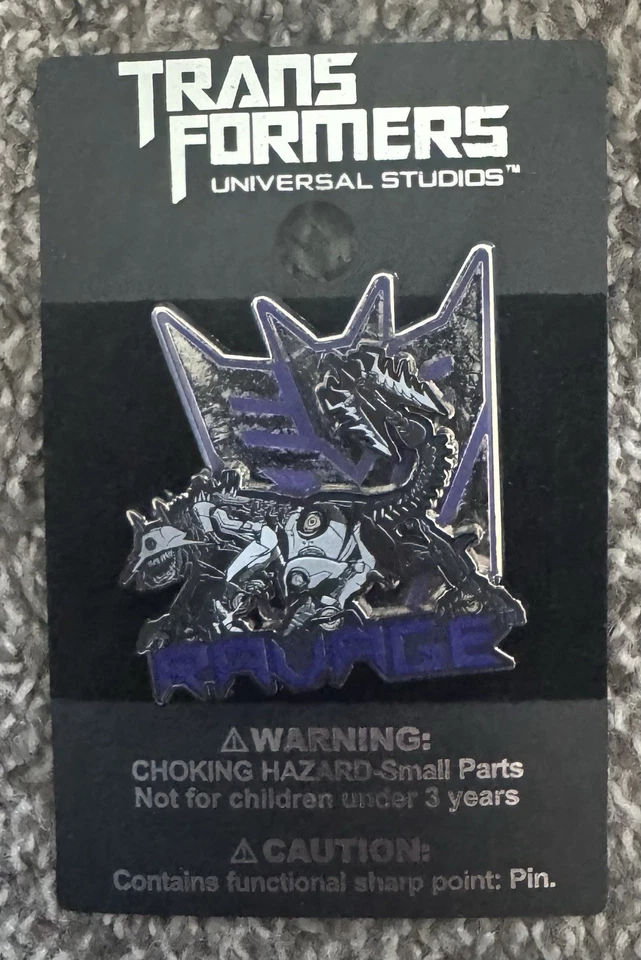 TRANS
FORMERS
UNIVERSAL STUDIOS™
RAVAGE
⚠WARNING:
CHOKING HAZARD-Small Parts
Not for children under 3 years
⚠CAUTION:
Contains functional sharp point: Pin.